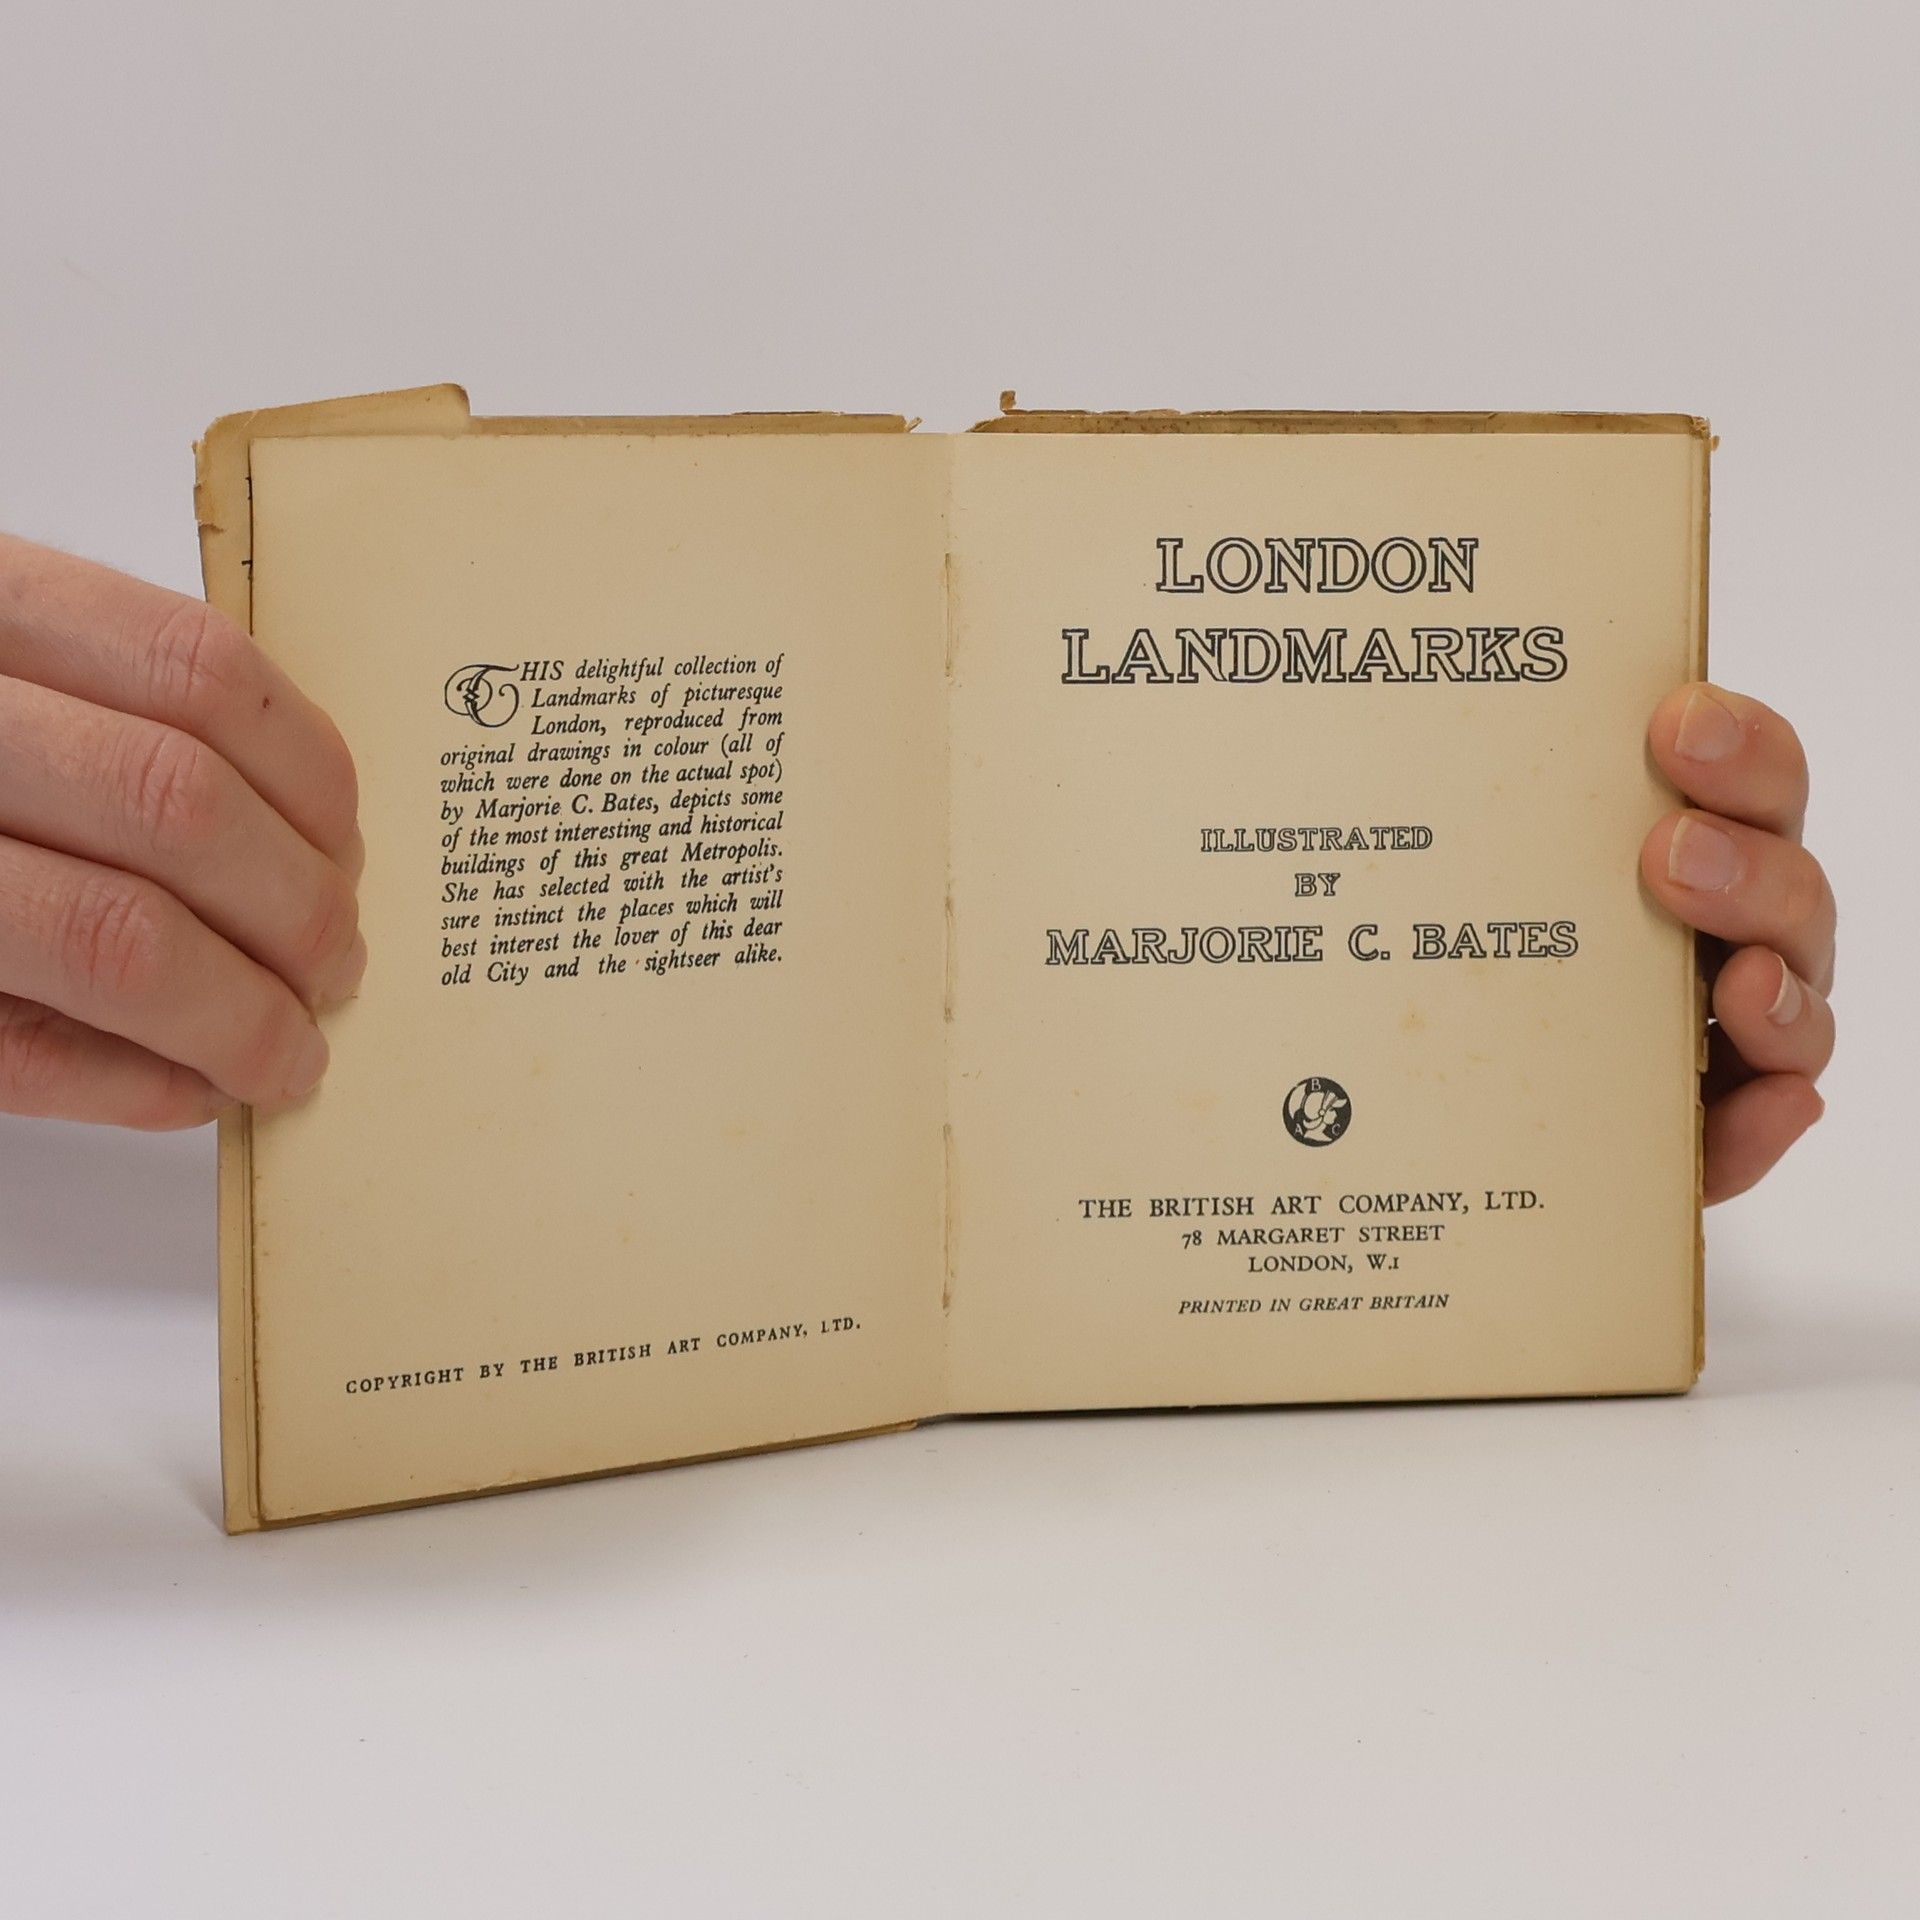 THIS delightful collection of
Landmarks of picturesque
London, reproduced from
original drawings in colour (all of
which were done on the actual spot)
by Marjorie C. Bates, depicts some
of the most interesting and historical
buildings of this great Metropolis.
She has selected with the artist's
sure instinct the places which will
best interest the lover of this dear
old City and the sightseer alike.
COPYRIGHT BY THE BRITISH ART COMPANY, LTD.
LONDON
LANDMARKS
ILLUSTRATED
BY
MARJORIE C. BATES
B
A C
THE BRITISH ART COMPANY, LTD.
78 MARGARET STREET
LONDON, W.1
PRINTED IN GREAT BRITAIN